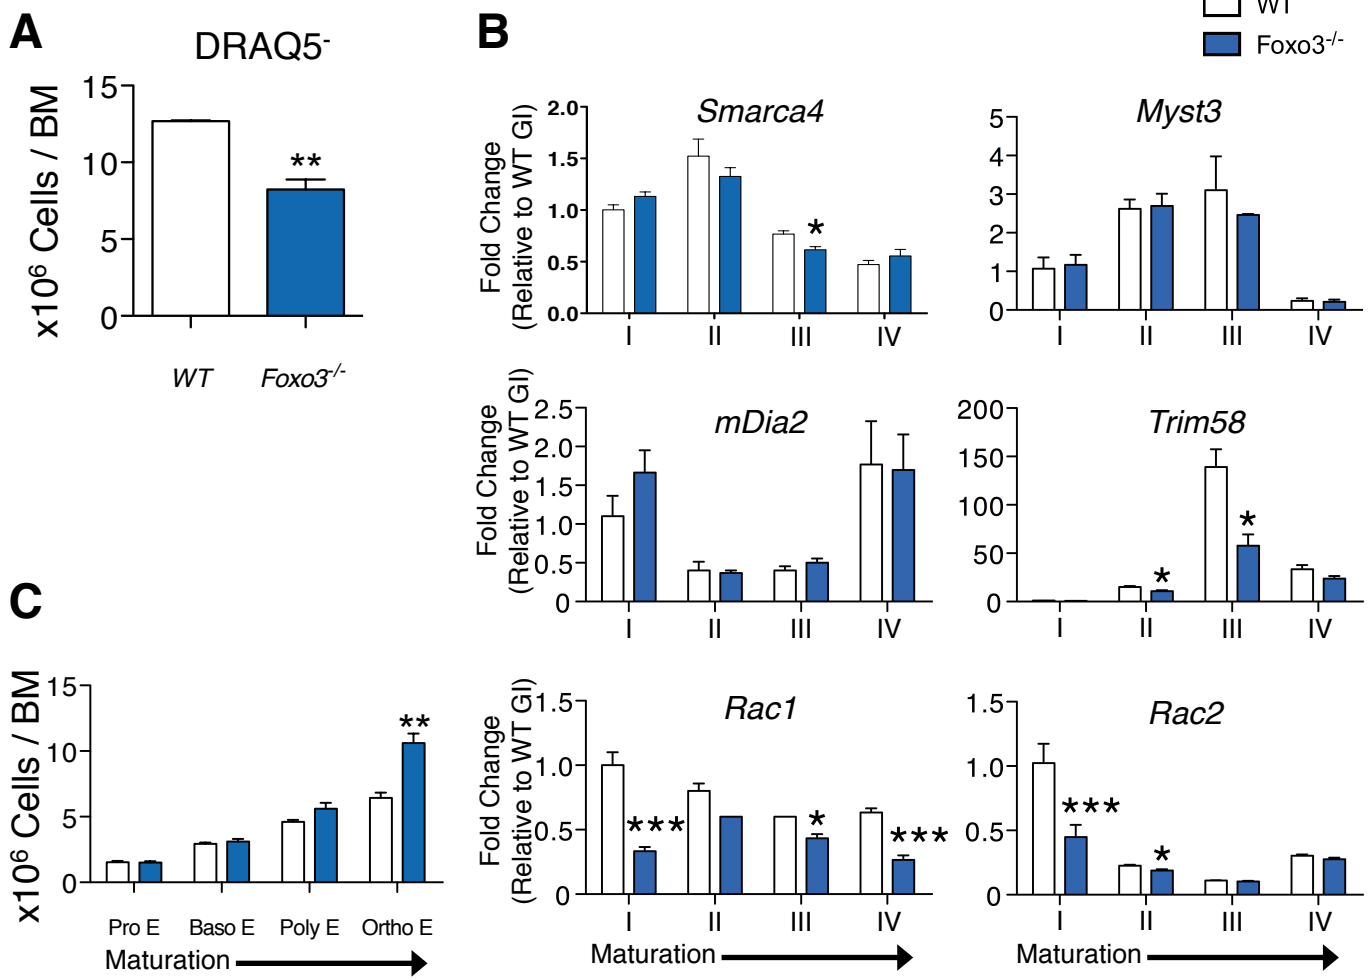 A
DRAQ5-
x10⁶ Cells / BM
15
10
5
0
**
WT
Foxo3-/-
B
WT
Foxo3-/-
Smarca4
Fold Change
(Relative to WT GI)
2.0
1.5
1.0
0.5
0.0
*
I II III IV
Myst3
5
4
3
2
1
0
I II III IV
mDia2
Fold Change
(Relative to WT GI)
2.5
2.0
1.5
1.0
0.5
0
I II III IV
Trim58
200
150
100
50
0
*
*
I II III IV
Rac1
Fold Change
(Relative to WT GI)
1.5
1.0
0.5
0
***
*
***
I II III IV
Maturation
Rac2
1.5
1.0
0.5
0
***
*
I II III IV
Maturation
C
x10⁶ Cells / BM
15
10
5
0
**
Pro E Baso E Poly E Ortho E
Maturation